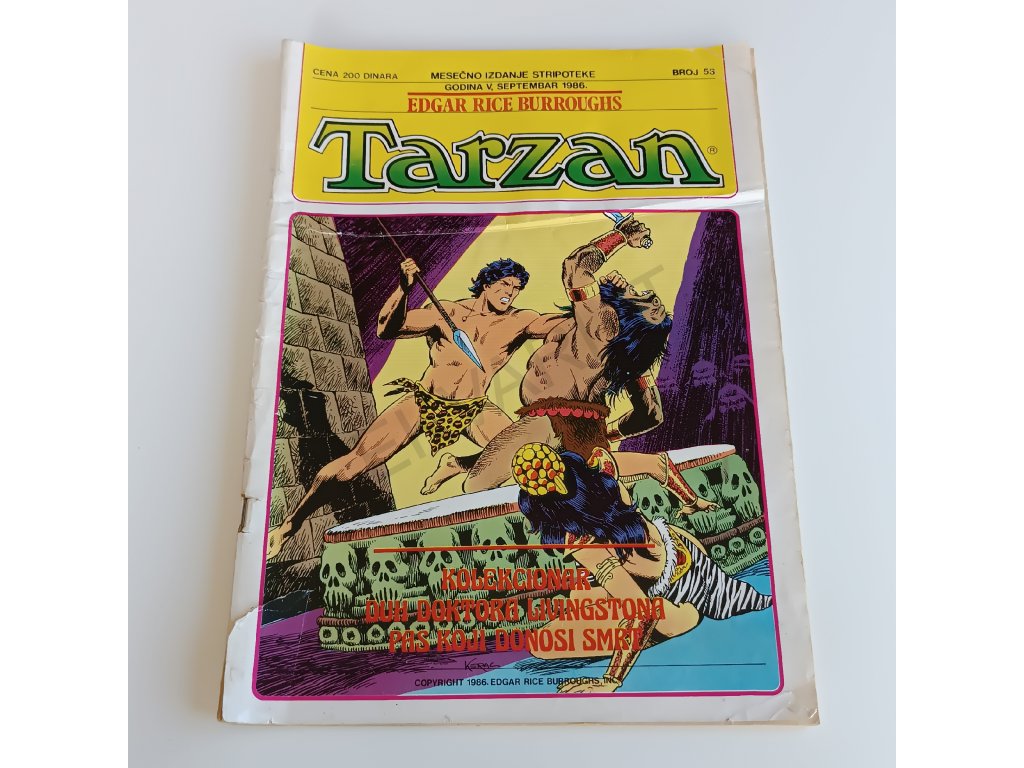 CENA 200 DINARA
MESEČNO IZDANJE STRIPOTEKE
BROJ 53
GODINA V, SEPTEMBAR 1986.
EDGAR RICE BURROUGHS
Tarzan®
KOLEKCIONAR
DUH DOKTORA LIVINGSTONA
PAS KOJI DONOSI SMRT
KERAC
COPYRIGHT 1986. EDGAR RICE BURROUGHS, INC.